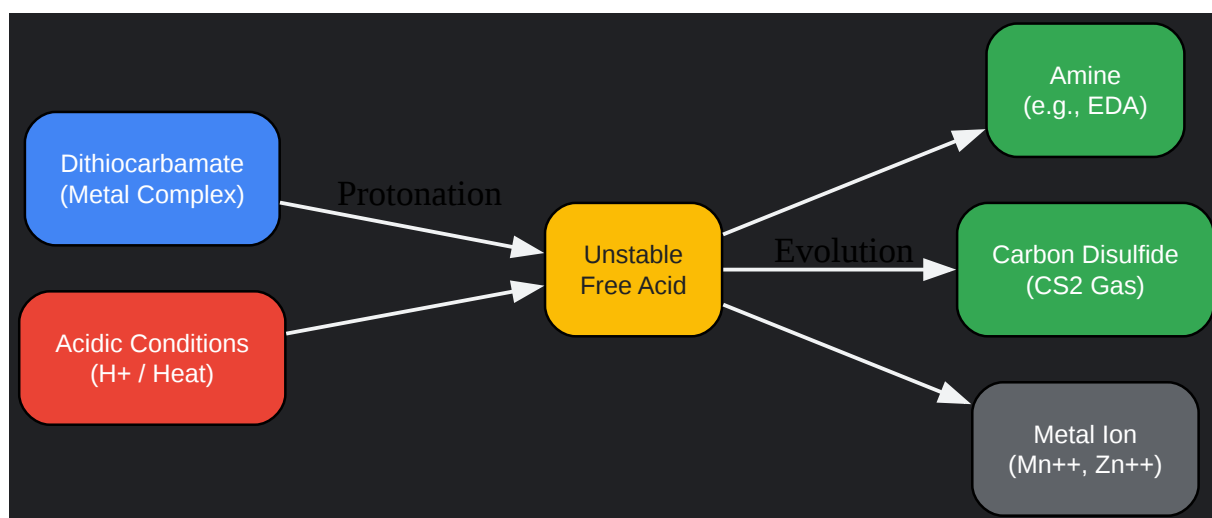 Dithiocarbamate
(Metal Complex)
Acidic Conditions
(H+ / Heat)
Protonation
Unstable
Free Acid
Evolution
Amine
(e.g., EDA)
Carbon Disulfide
(CS2 Gas)
Metal Ion
(Mn++, Zn++)